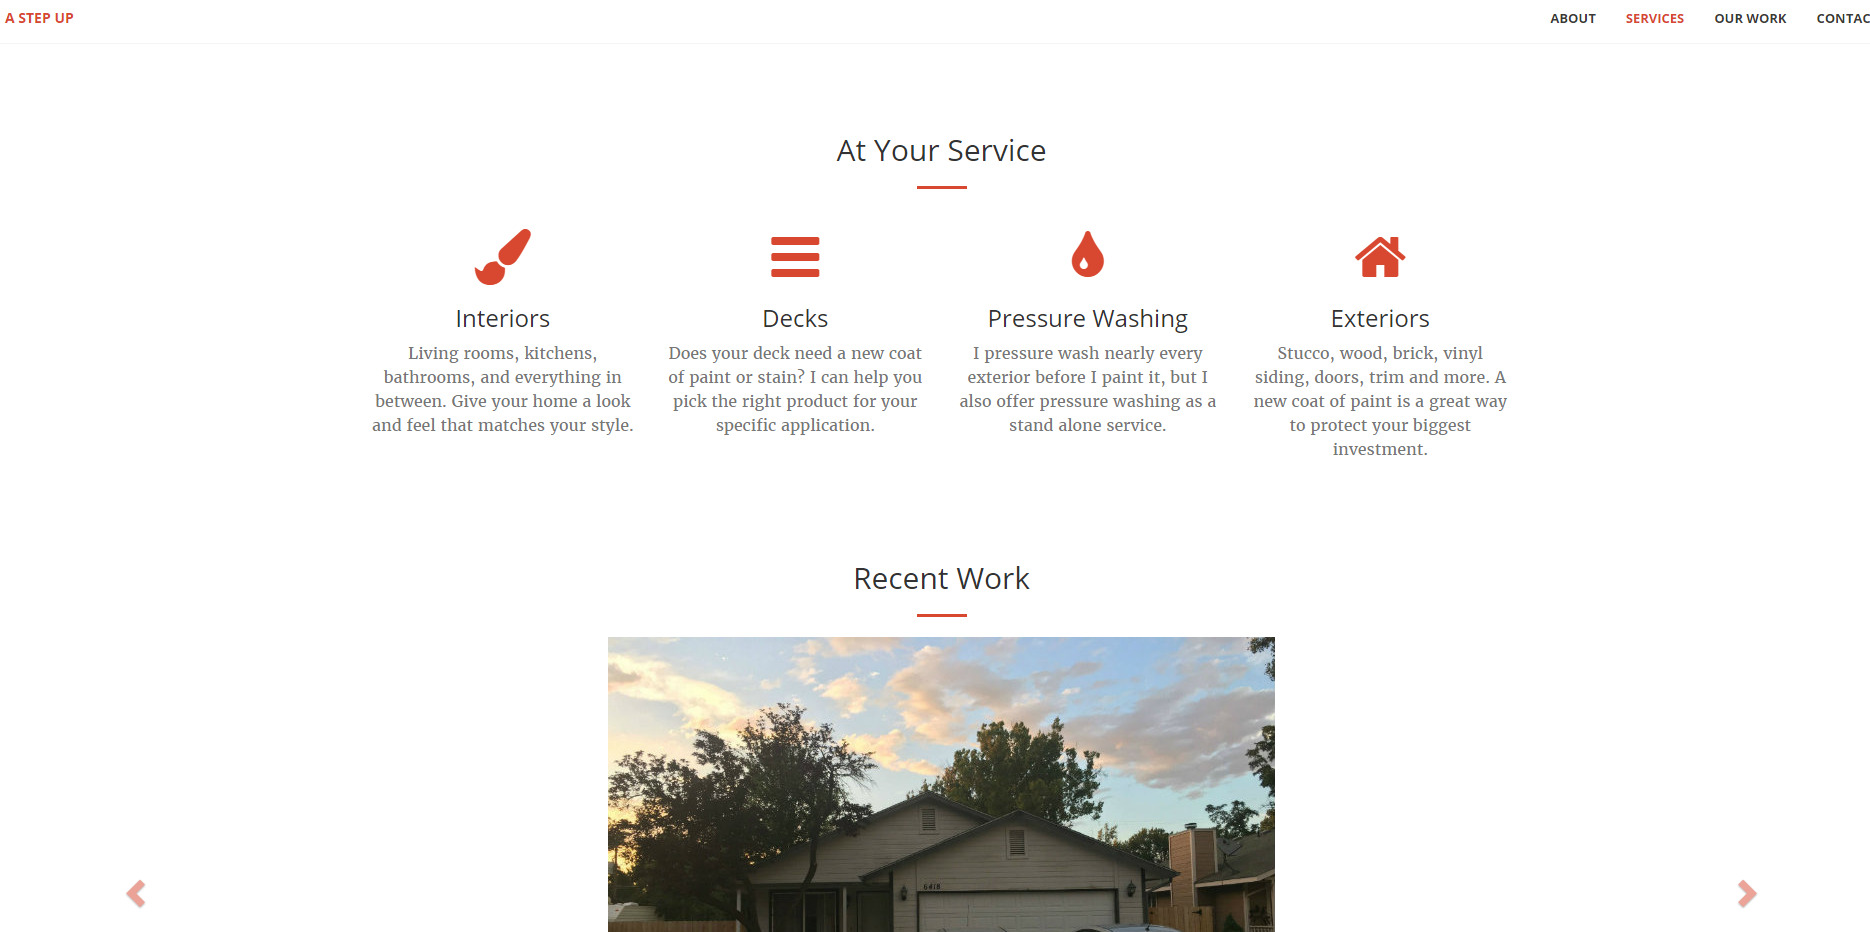 A STEP UP
ABOUT
SERVICES
OUR WORK
CONTAC
At Your Service
Interiors
Living rooms, kitchens,
bathrooms, and everything in
between. Give your home a look
and feel that matches your style.
Decks
Does your deck need a new coat
of paint or stain? I can help you
pick the right product for your
specific application.
Pressure Washing
I pressure wash nearly every
exterior before I paint it, but I
also offer pressure washing as a
stand alone service.
Exteriors
Stucco, wood, brick, vinyl
siding, doors, trim and more. A
new coat of paint is a great way
to protect your biggest
investment.
Recent Work
6418